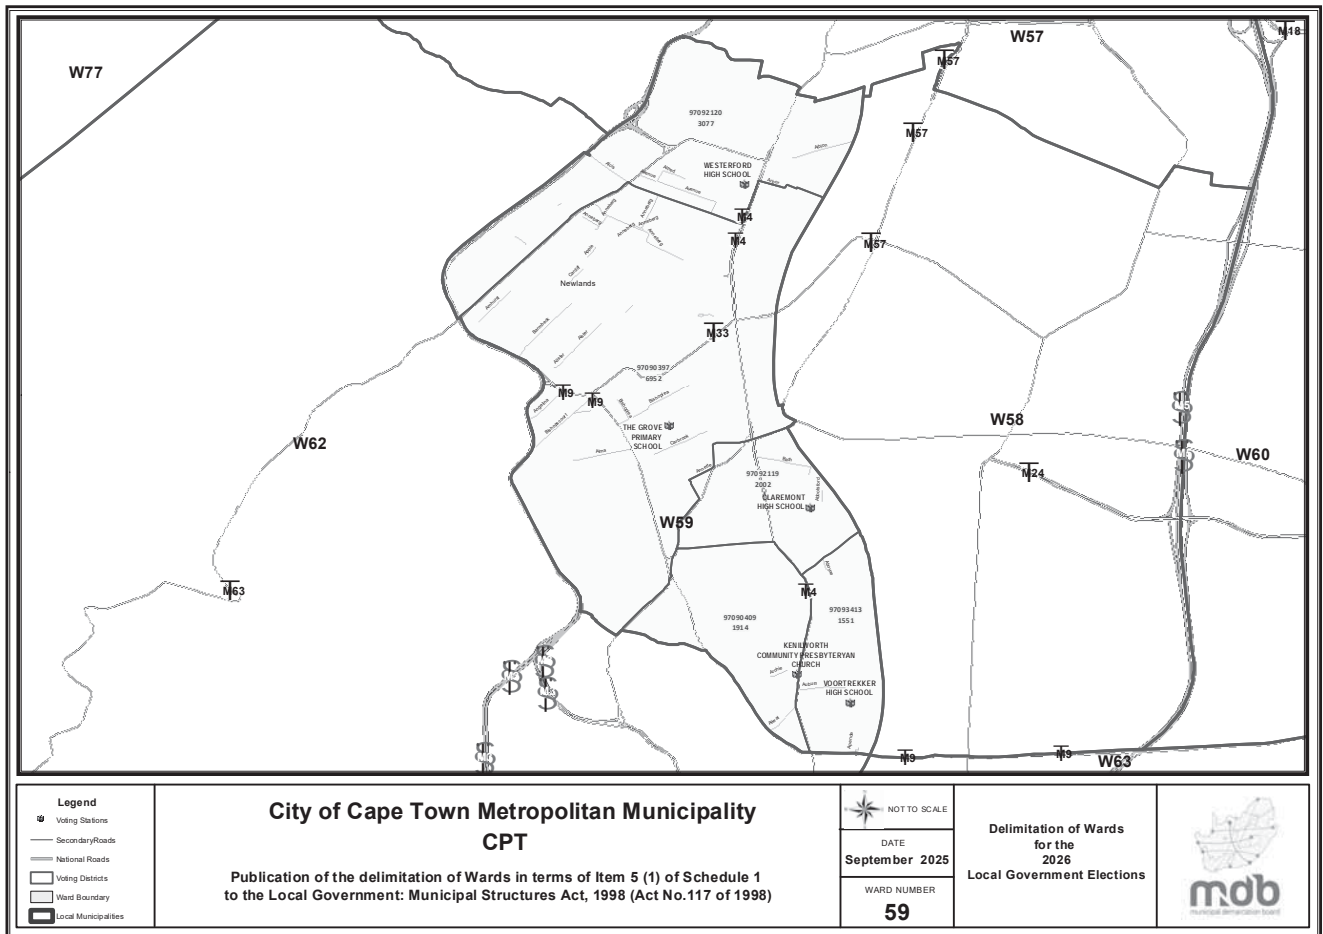 W57
M18
W77
M57
97092120
3077
M57
WESTERFORD
HIGH SCHOOL
M4
M4
M57
Newlands
M33
97090397
6952
M9
M9
THE GROVE
PRIMARY
SCHOOL
W58
W62
W60
M24
97092119
2002
CLAREMONT
HIGH SCHOOL
W59
M63
M4
97090409
1914
97093413
1551
KENILWORTH
COMMUNITY PRESBYTERYAN
CHURCH
VOORTREKKER
HIGH SCHOOL
M9
M9
W63
Legend
Voting Stations
SecondaryRoads
National Roads
Voting Districts
Ward Boundary
Local Municipalities
City of Cape Town Metropolitan Municipality
CPT
Publication of the delimitation of Wards in terms of Item 5 (1) of Schedule 1
to the Local Government: Municipal Structures Act, 1998 (Act No.117 of 1998)
NOT TO SCALE
DATE
September 2025
WARD NUMBER
59
Delimitation of Wards
for the
2026
Local Government Elections
mdb
municipal demarcation board